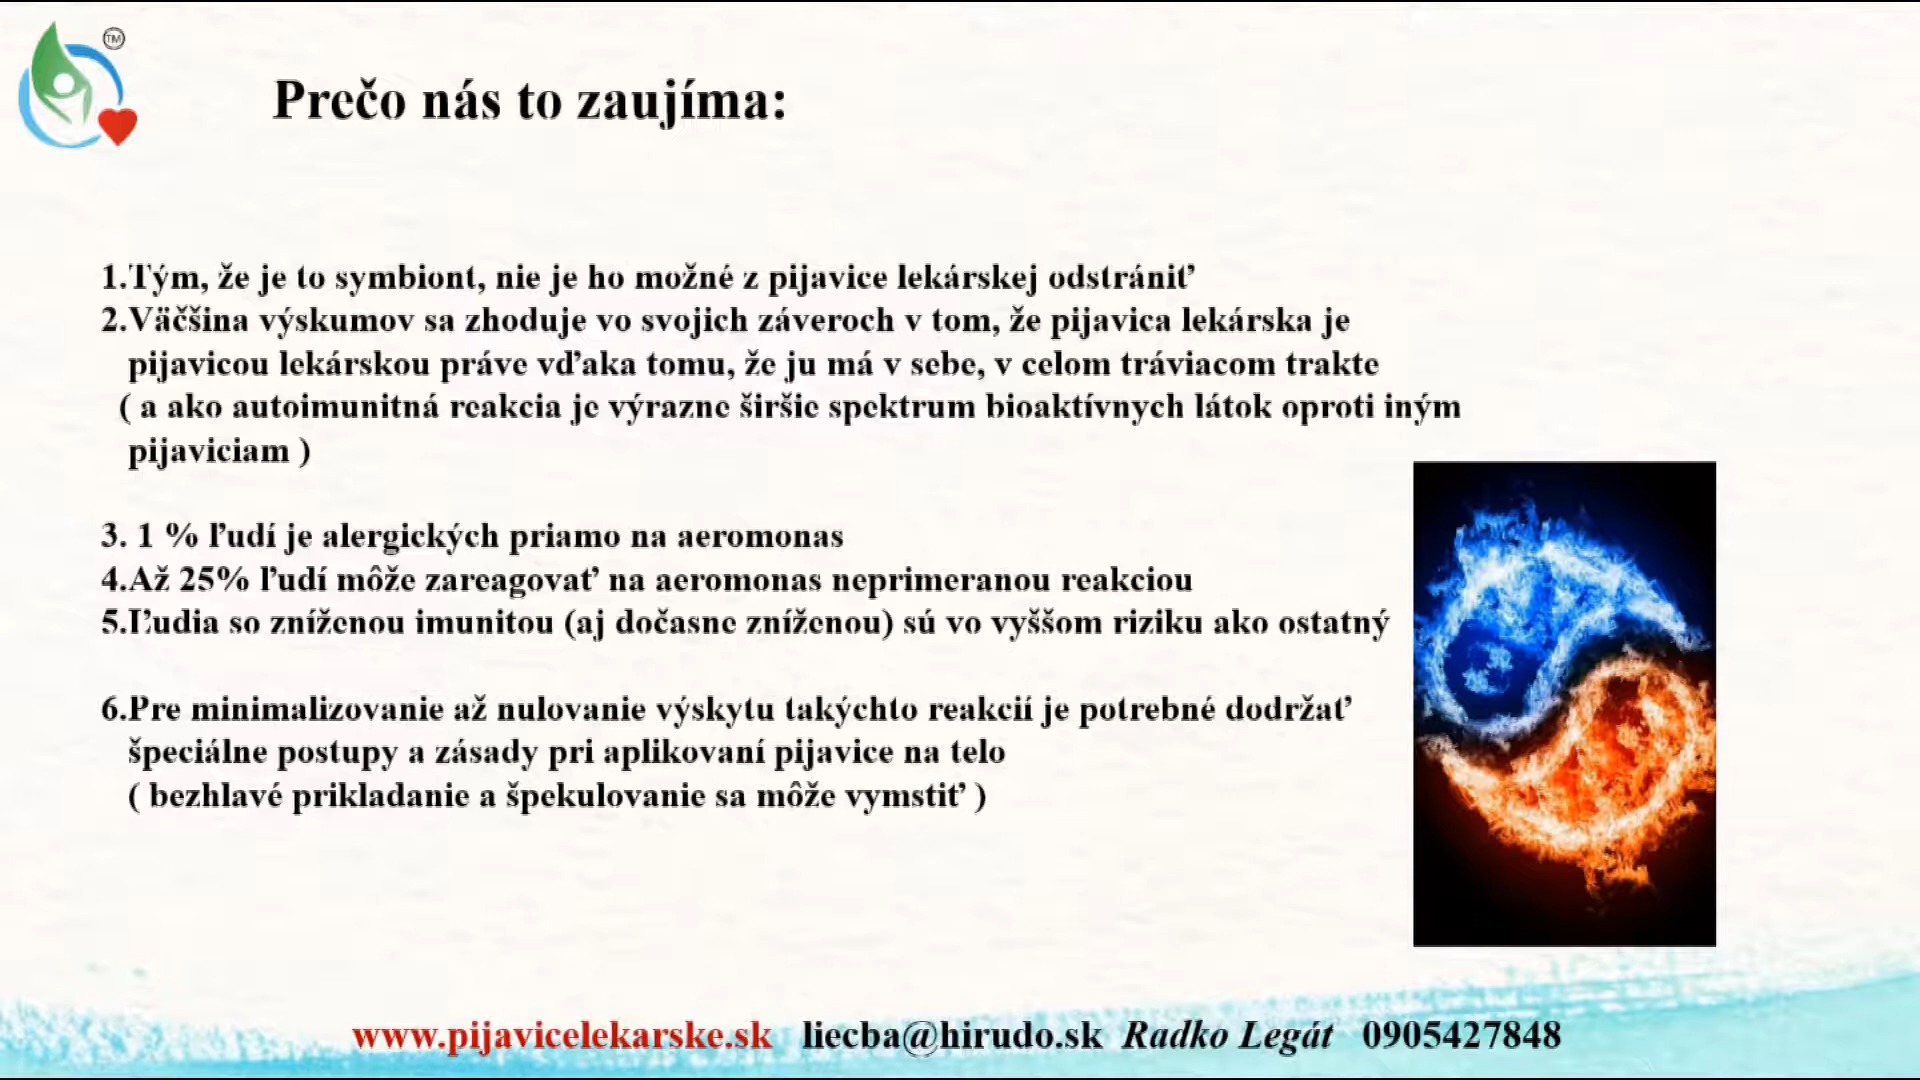 TM
Prečo nás to zaujíma:
1.Tým, že je to symbiont, nie je ho možné z pijavice lekárskej odstrániť
2.Väčšina výskumov sa zhoduje vo svojich záveroch v tom, že pijavica lekárska je
pijavicou lekárskou práve vďaka tomu, že ju má v sebe, v celom tráviacom trakte
( a ako autoimunitná reakcia je výrazne širšie spektrum bioaktívnych látok oproti iným
pijaviciam )
3. 1 % ľudí je alergických priamo na aeromonas
4.Až 25% ľudí môže zareagovať na aeromonas neprimeranou reakciou
5.Ľudia so zníženou imunitou (aj dočasne zníženou) sú vo vyššom riziku ako ostatný
6.Pre minimalizovanie až nulovanie výskytu takýchto reakcií je potrebné dodržať
špeciálne postupy a zásady pri aplikovaní pijavice na telo
( bezhlavé prikladanie a špekulovanie sa môže vymstiť )
www.pijavicelekarske.sk liecba@hirudo.sk Radko Legát 0905427848